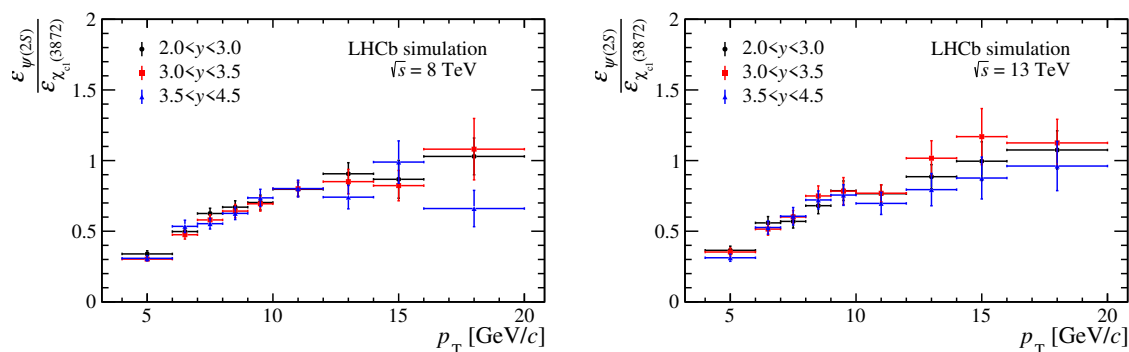 ε_ψ(2S) / ε_χ_c1(3872)
2
2.0<y<3.0
3.0<y<3.5
3.5<y<4.5
LHCb simulation
√s = 8 TeV
1.5
1
0.5
0
5 10 15 20
p_T [GeV/c]
ε_ψ(2S) / ε_χ_c1(3872)
2
2.0<y<3.0
3.0<y<3.5
3.5<y<4.5
LHCb simulation
√s = 13 TeV
1.5
1
0.5
0
5 10 15 20
p_T [GeV/c]